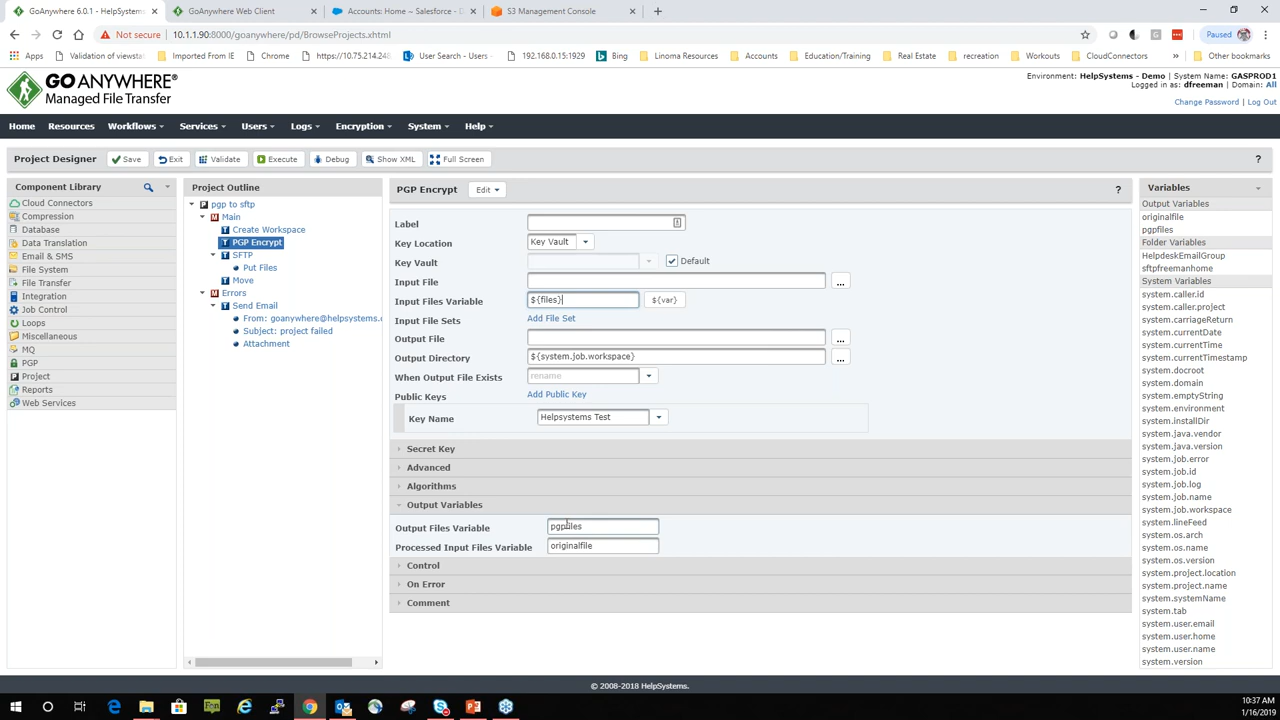 GoAnywhere 6.0.1 - HelpSystems
GoAnywhere Web Client
Accounts: Home ~ Salesforce - D
S3 Management Console
Not secure
10.1.1.90:8000/goanywhere/pd/BrowseProjects.xhtml
Paused
Apps
Validation of viewstat
Imported From IE
Chrome
https://10.75.214.248
User Search - Users -
192.168.0.15:1929
Bing
Linoma Resources
Accounts
Education/Training
Real Estate
recreation
Workouts
CloudConnectors
Other bookmarks
GO ANYWHERE®
Managed File Transfer
Environment: HelpSystems - Demo | System Name: GASPROD1
Logged in as: dfreeman | Domain: All
Change Password | Log Out
Home
Resources
Workflows
Services
Users
Logs
Encryption
System
Help
Project Designer
Save
Exit
Validate
Execute
Debug
Show XML
Full Screen
?
Component Library
Cloud Connectors
Compression
Database
Data Translation
Email & SMS
File System
File Transfer
Integration
Job Control
Loops
Miscellaneous
MQ
PGP
Project
Reports
Web Services
Project Outline
pgp to sftp
Main
Create Workspace
PGP Encrypt
SFTP
Put Files
Move
Errors
Send Email
From: goanywhere@helpsystems.c
Subject: project failed
Attachment
PGP Encrypt
Edit
?
Label
Key Location
Key Vault
Key Vault
Default
Input File
...
Input Files Variable
${files}
${var}
Input File Sets
Add File Set
Output File
...
Output Directory
${system.job.workspace}
...
When Output File Exists
rename
Public Keys
Add Public Key
Key Name
Helpsystems Test
Secret Key
Advanced
Algorithms
Output Variables
Output Files Variable
pgpfiles
Processed Input Files Variable
originalfile
Control
On Error
Comment
Variables
Output Variables
originalfile
pgpfiles
Folder Variables
HelpdeskEmailGroup
sftpfreemanhome
System Variables
system.caller.id
system.caller.project
system.carriageReturn
system.currentDate
system.currentTime
system.currentTimestamp
system.docroot
system.domain
system.emptyString
system.environment
system.installDir
system.java.vendor
system.java.version
system.job.error
system.job.id
system.job.log
system.job.name
system.job.workspace
system.lineFeed
system.os.arch
system.os.name
system.os.version
system.project.location
system.project.name
system.systemName
system.tab
system.user.email
system.user.home
system.user.name
system.version
© 2008-2018 HelpSystems.
10:37 AM
1/16/2019